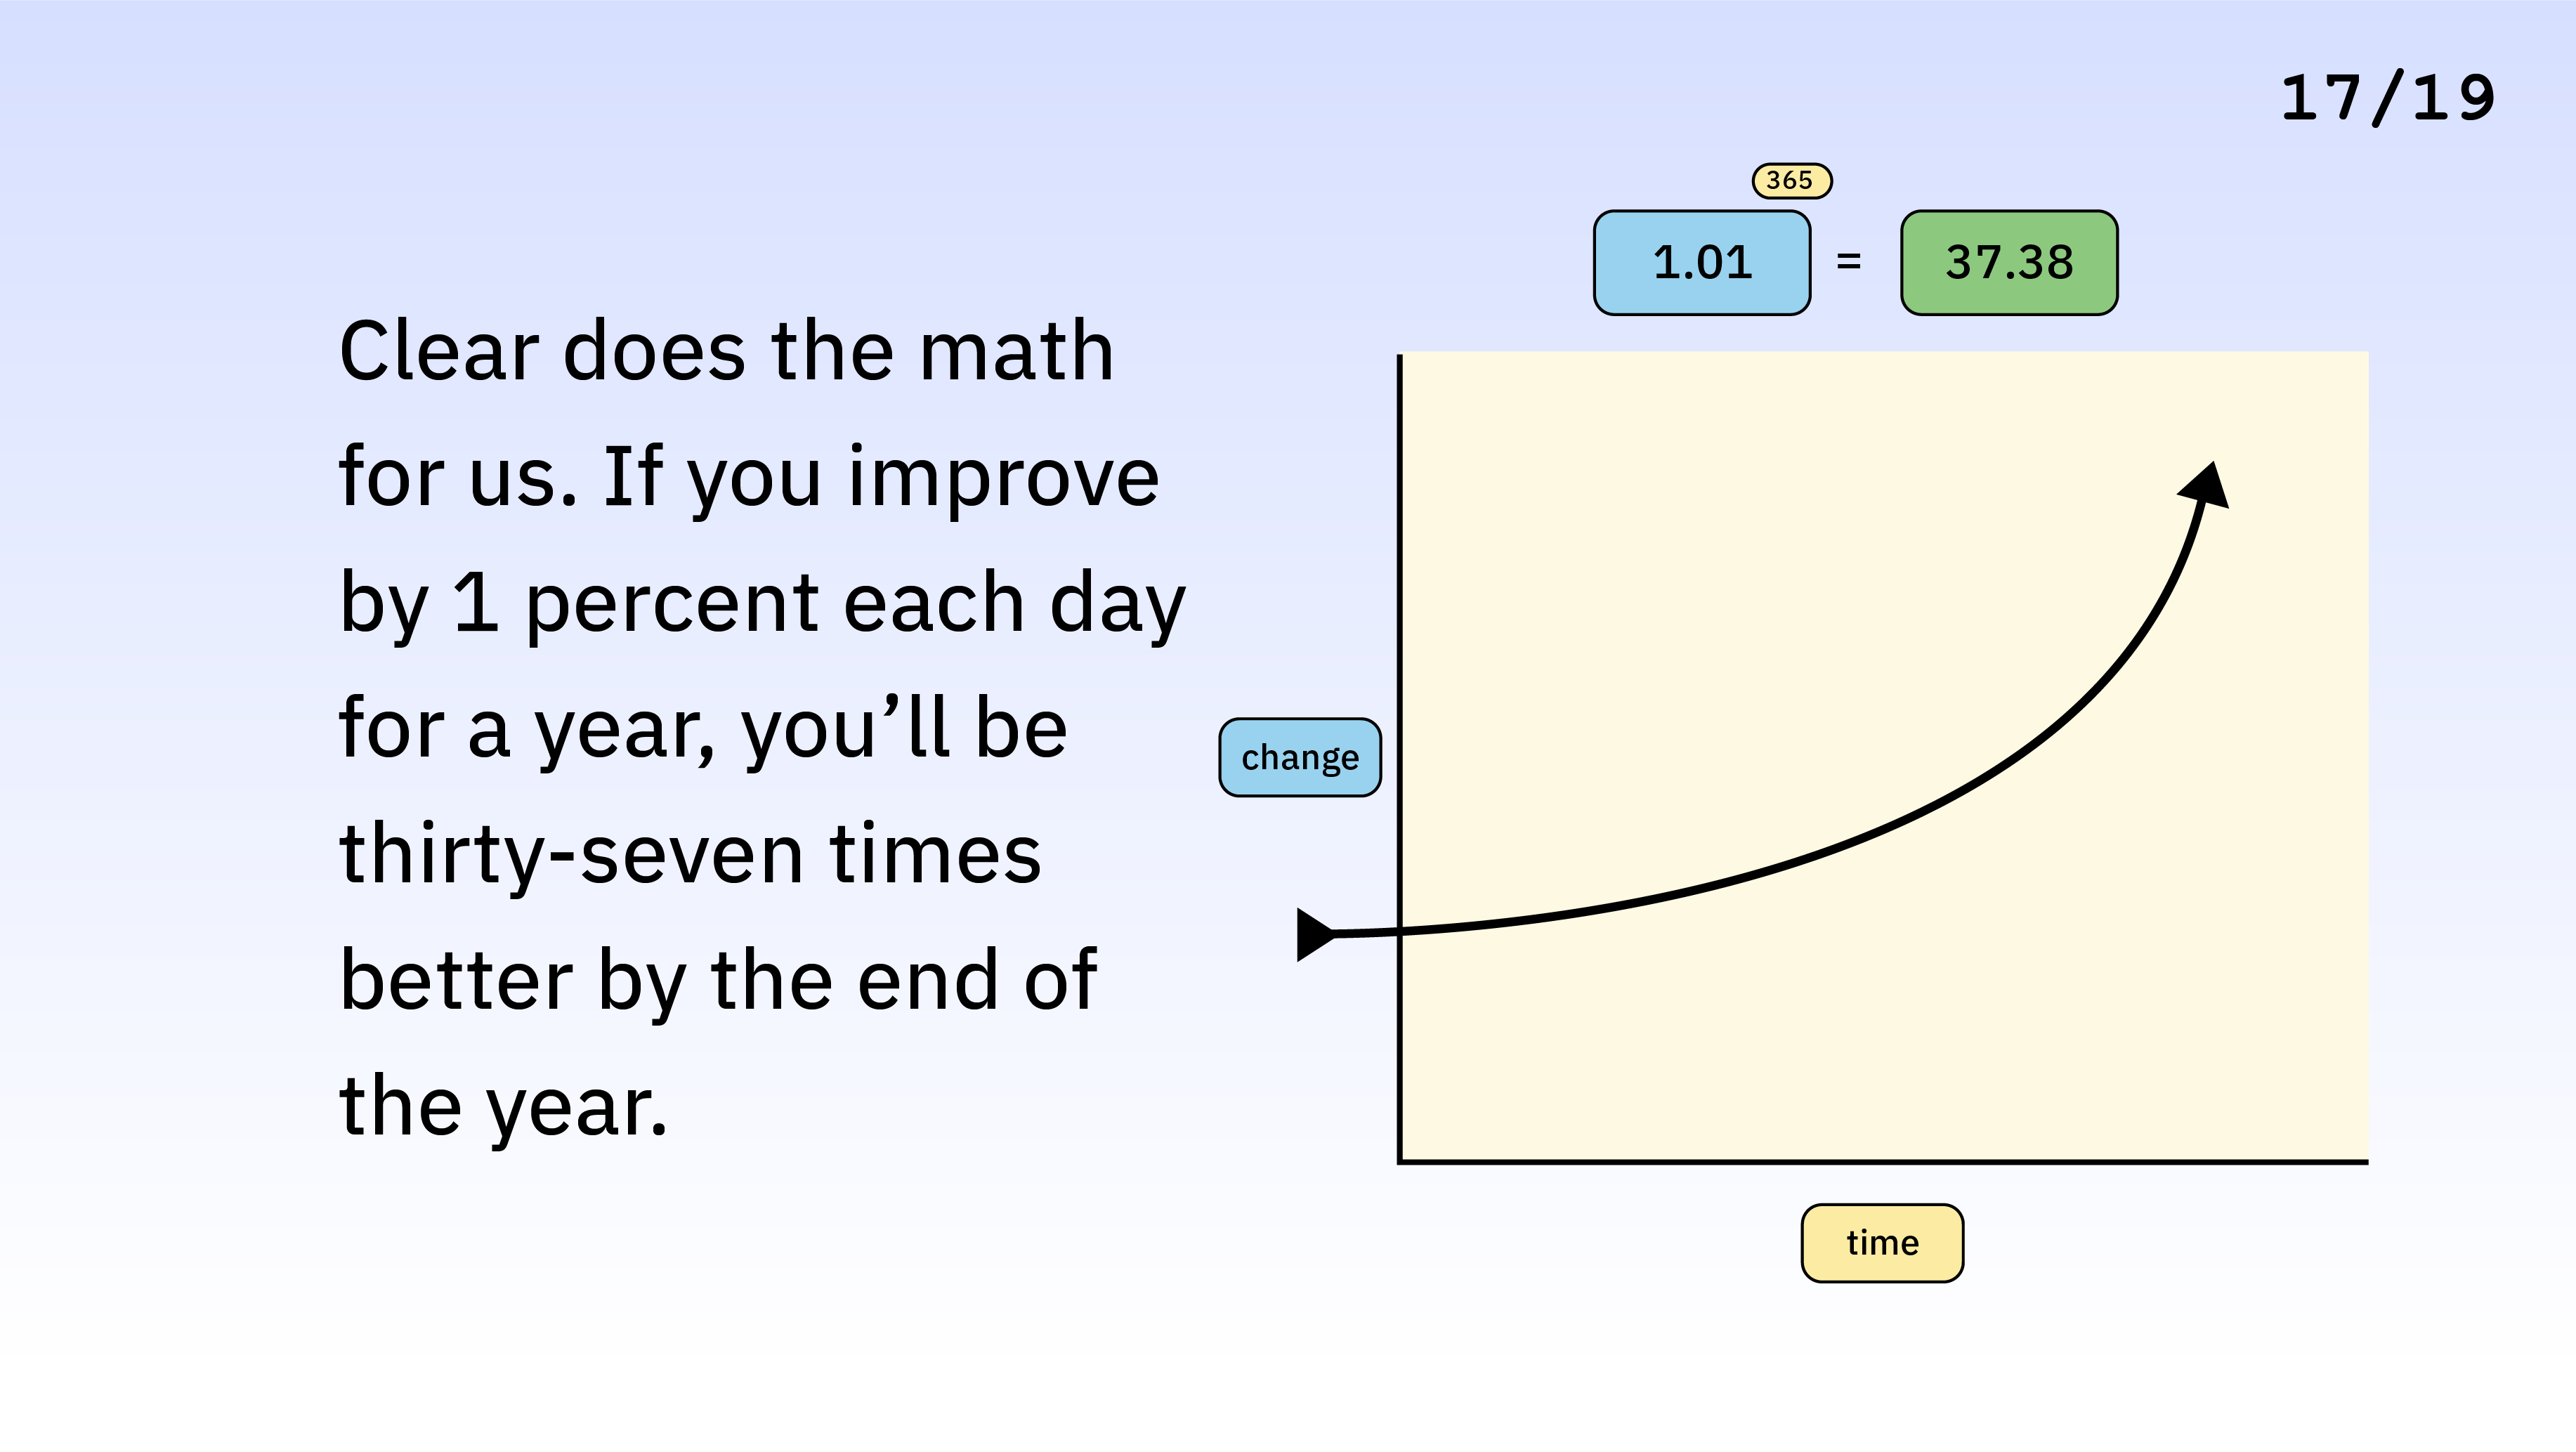 17/19
Clear does the math
for us. If you improve
by 1 percent each day
for a year, you’ll be
thirty-seven times
better by the end of
the year.
365
1.01 = 37.38
change
time